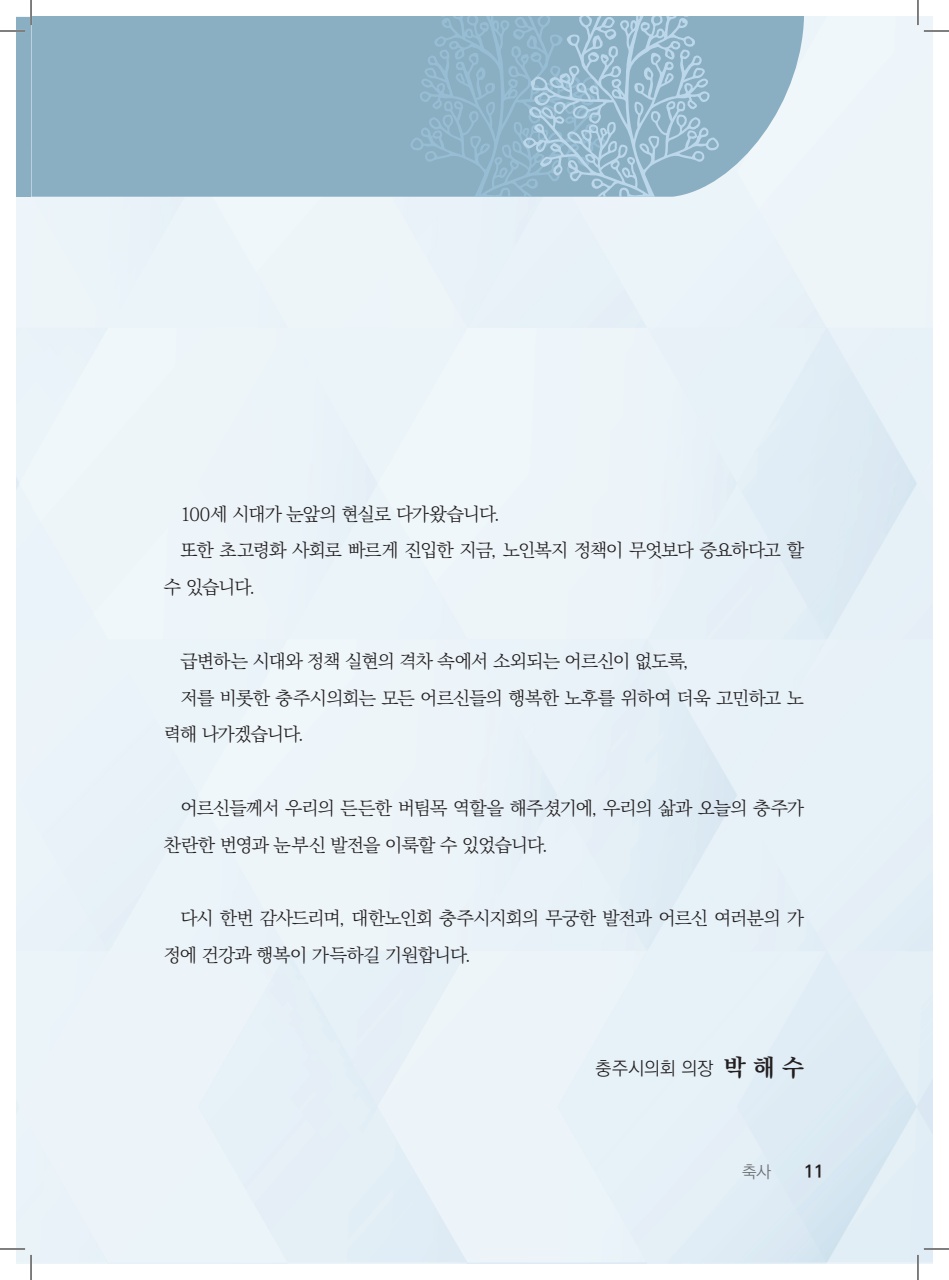 100세 시대가 눈앞의 현실로 다가왔습니다.
또한 초고령화 사회로 빠르게 진입한 지금, 노인복지 정책이 무엇보다 중요하다고 할
수 있습니다.
급변하는 시대와 정책 실현의 격차 속에서 소외되는 어르신이 없도록,
저를 비롯한 충주시의회는 모든 어르신들의 행복한 노후를 위하여 더욱 고민하고 노
력해 나가겠습니다.
어르신들께서 우리의 든든한 버팀목 역할을 해주셨기에, 우리의 삶과 오늘의 충주가
찬란한 번영과 눈부신 발전을 이룩할 수 있었습니다.
다시 한번 감사드리며, 대한노인회 충주시지회의 무궁한 발전과 어르신 여러분의 가
정에 건강과 행복이 가득하길 기원합니다.
충주시의회 의장 박 해 수
축사 11